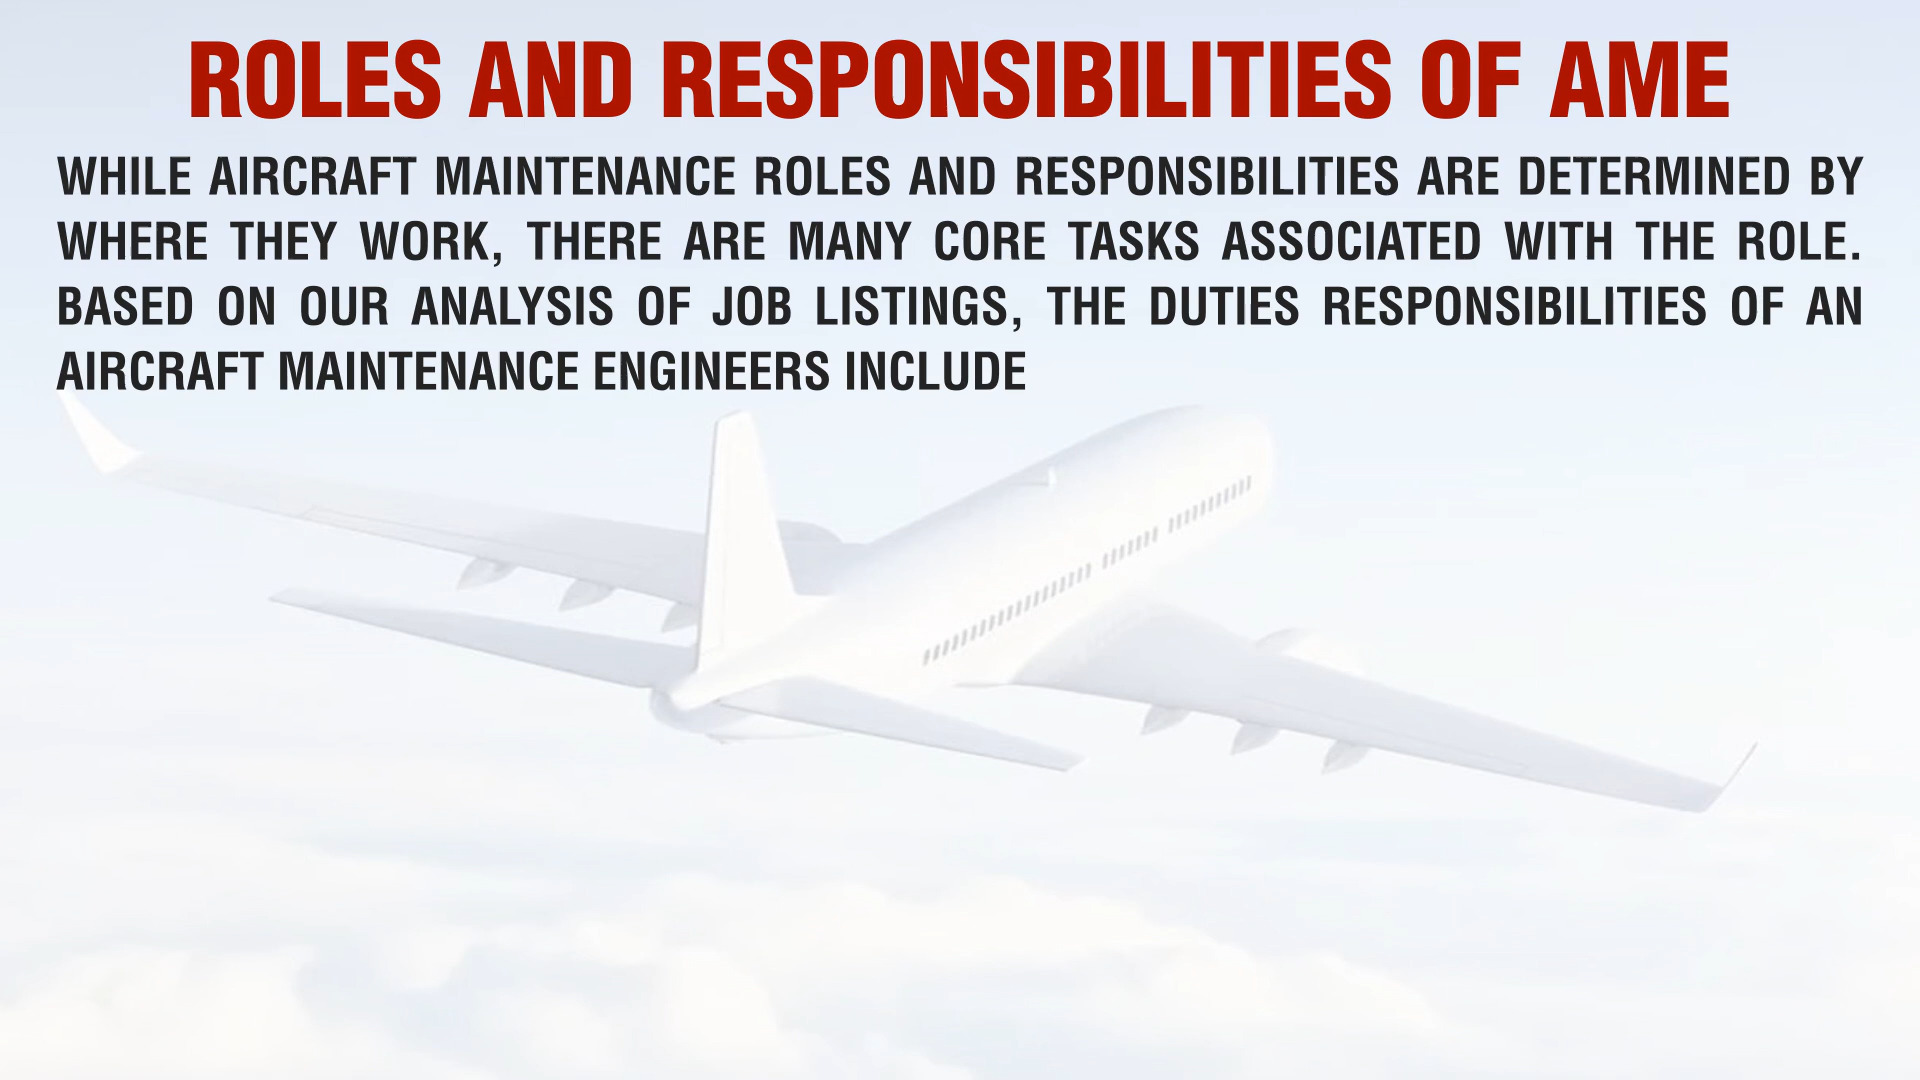 ROLES AND RESPONSIBILITIES OF AME
WHILE AIRCRAFT MAINTENANCE ROLES AND RESPONSIBILITIES ARE DETERMINED BY
WHERE THEY WORK, THERE ARE MANY CORE TASKS ASSOCIATED WITH THE ROLE.
BASED ON OUR ANALYSIS OF JOB LISTINGS, THE DUTIES RESPONSIBILITIES OF AN
AIRCRAFT MAINTENANCE ENGINEERS INCLUDE